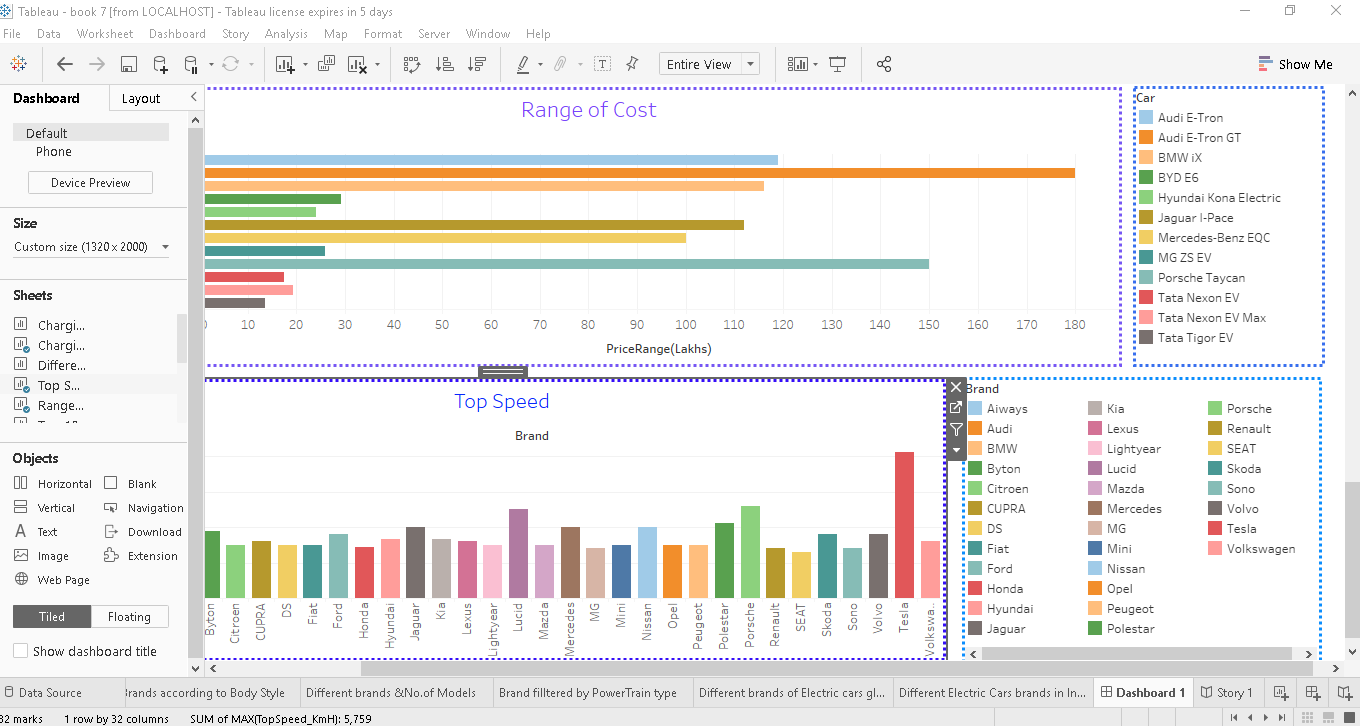 Tableau - book 7 [from LOCALHOST] - Tableau license expires in 5 days
File Data Worksheet Dashboard Story Analysis Map Format Server Window Help
Entire View
Show Me
Dashboard Layout
Default
Phone
Device Preview
Size
Custom size (1320 x 2000)
Sheets
Chargi...
Chargi...
Differe...
Top S...
Range...
Objects
Horizontal Blank
Vertical Navigation
Text Download
Image Extension
Web Page
Tiled Floating
Show dashboard title
Range of Cost
10 20 30 40 50 60 70 80 90 100 110 120 130 140 150 160 170 180
PriceRange(Lakhs)
Car
Audi E-Tron
Audi E-Tron GT
BMW iX
BYD E6
Hyundai Kona Electric
Jaguar I-Pace
Mercedes-Benz EQC
MG ZS EV
Porsche Taycan
Tata Nexon EV
Tata Nexon EV Max
Tata Tigor EV
Top Speed
Brand
Byton Citroen CUPRA DS Fiat Ford Honda Hyundai Jaguar Kia Lexus Lightyear Lucid Mazda Mercedes MG Mini Nissan Opel Peugeot Polestar Porsche Renault SEAT Skoda Sono Volvo Tesla Volkswa..
Brand
Aiways Kia Porsche
Audi Lexus Renault
BMW Lightyear SEAT
Byton Lucid Skoda
Citroen Mazda Sono
CUPRA Mercedes Volvo
DS MG Tesla
Fiat Mini Volkswagen
Ford Nissan
Honda Opel
Hyundai Peugeot
Jaguar Polestar
Data Source Brands according to Body Style Different brands &No.of Models Brand filltered by PowerTrain type Different brands of Electric cars gl... Different Electric Cars brands in In... Dashboard 1 Story 1
32 marks 1 row by 32 columns SUM of MAX(TopSpeed_KmH): 5,759